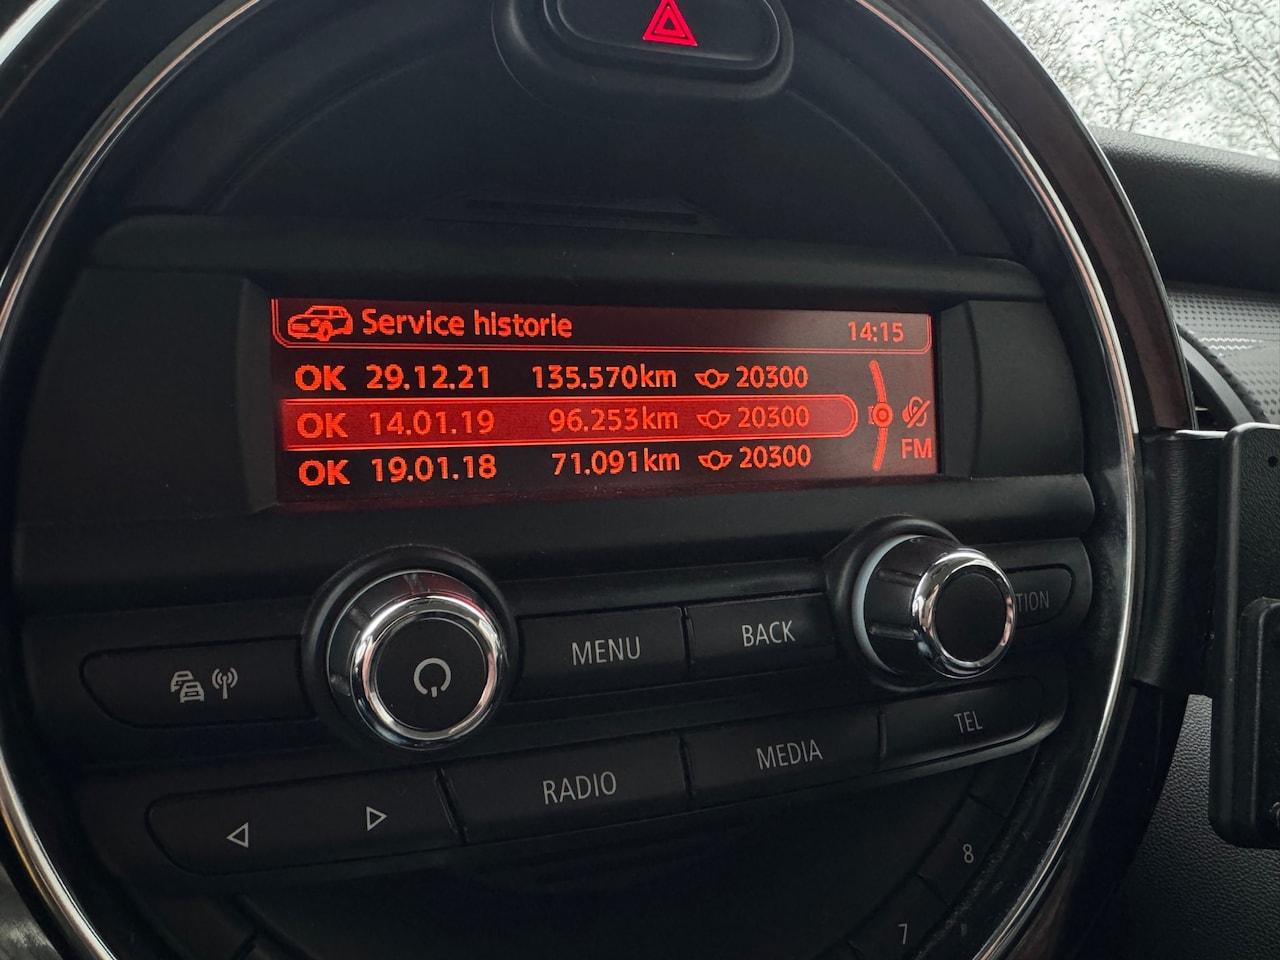 Service historie 14:15
OK 29.12.21 135.570km 20300
OK 14.01.19 96.253km 20300
OK 19.01.18 71.091km 20300
FM
MENU BACK TION
RADIO MEDIA TEL
8
7